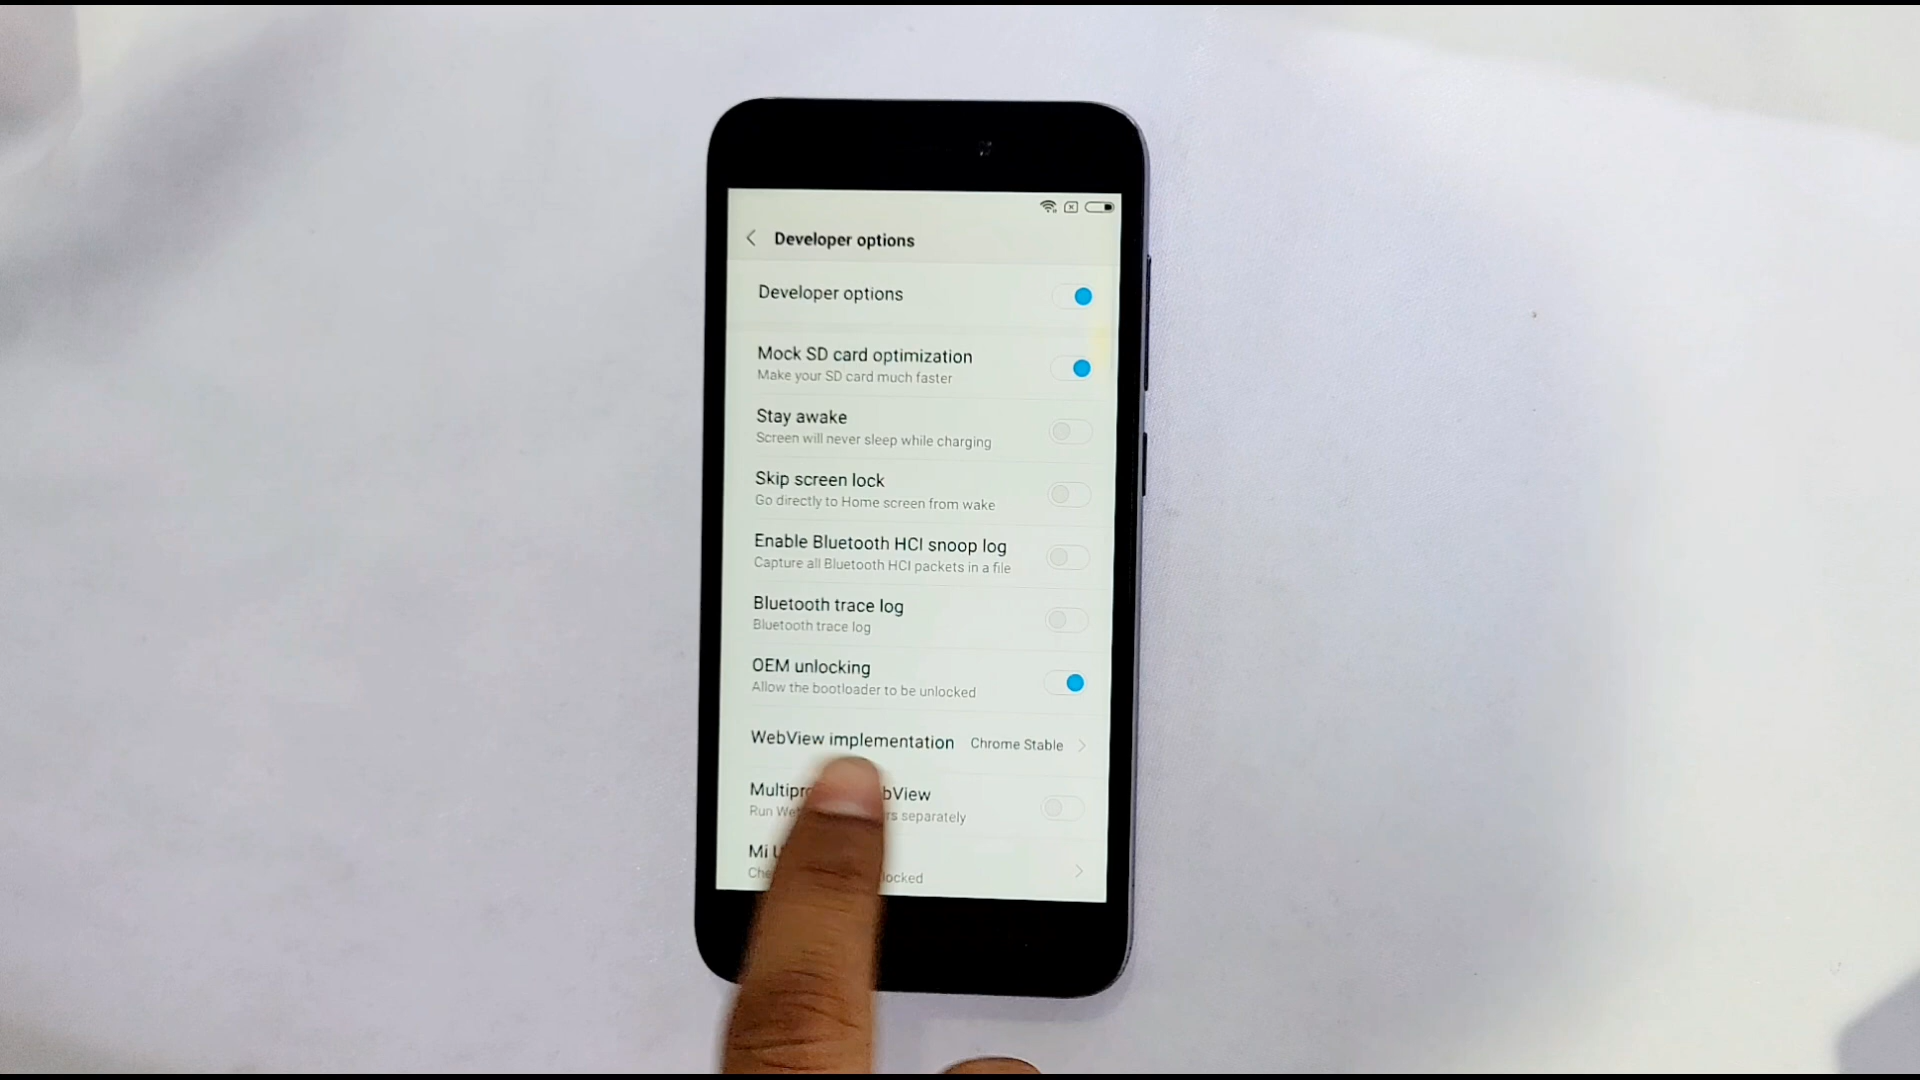 Developer options
Developer options
Mock SD card optimization
Make your SD card much faster
Stay awake
Screen will never sleep while charging
Skip screen lock
Go directly to Home screen from wake
Enable Bluetooth HCI snoop log
Capture all Bluetooth HCI packets in a file
Bluetooth trace log
Bluetooth trace log
OEM unlocking
Allow the bootloader to be unlocked
WebView implementation Chrome Stable
separately
Mi